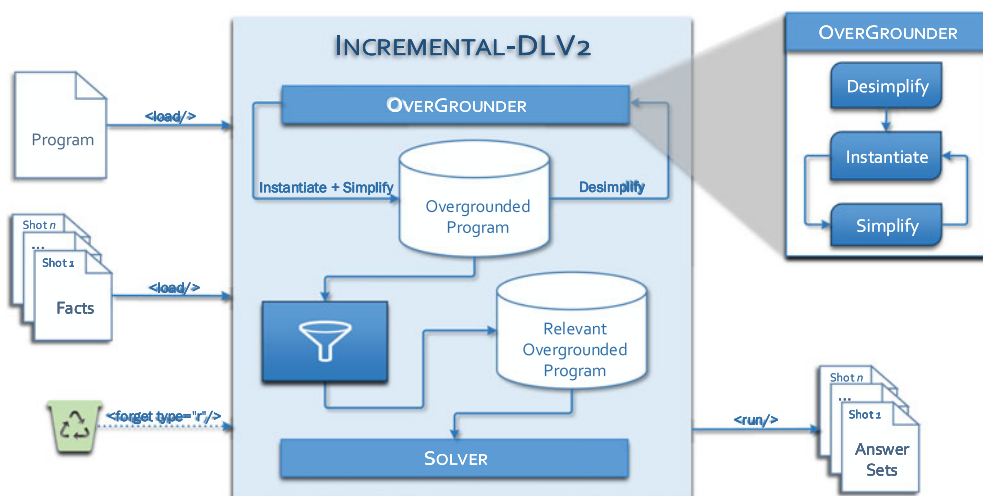 INCREMENTAL-DLV2
OVERGROUNDER
OVERGROUNDER
Desimplify
Instantiate
Simplify
Program
<load/>
Instantiate + Simplify
Desimplify
Overgrounded
Program
Shot n
...
Shot 1
Facts
<load/>
Relevant
Overgrounded
Program
<forget type="r"/>
SOLVER
<run/>
Shot n
...
Shot 1
Answer
Sets